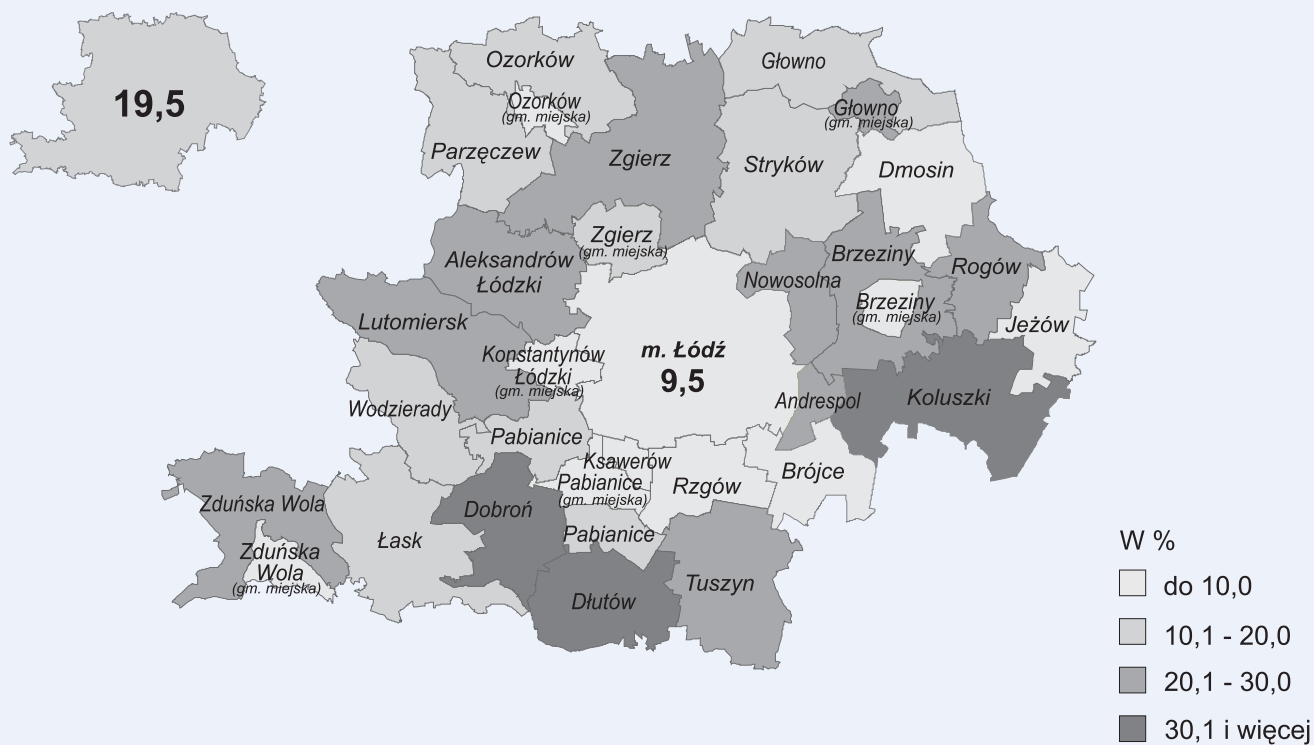 19,5
Ozorków
Głowno
Ozorków
(gm. miejska)
Głowno
(gm. miejska)
Parzęczew
Zgierz
Stryków
Dmosin
Zgierz
(gm. miejska)
Aleksandrów
Łódzki
Nowosolna
Brzeziny
Rogów
Brzeziny
(gm. miejska)
Lutomiersk
Jeżów
Konstantynów
Łódzki
(gm. miejska)
m. Łódź
9,5
Wodzierady
Andrespol
Koluszki
Pabianice
Ksawerów
Pabianice
(gm. miejska)
Rzgów
Brójce
Zduńska Wola
Dobroń
Łask
Pabianice
Zduńska
Wola
(gm. miejska)
Dłutów
Tuszyn
W %
do 10,0
10,1 - 20,0
20,1 - 30,0
30,1 i więcej